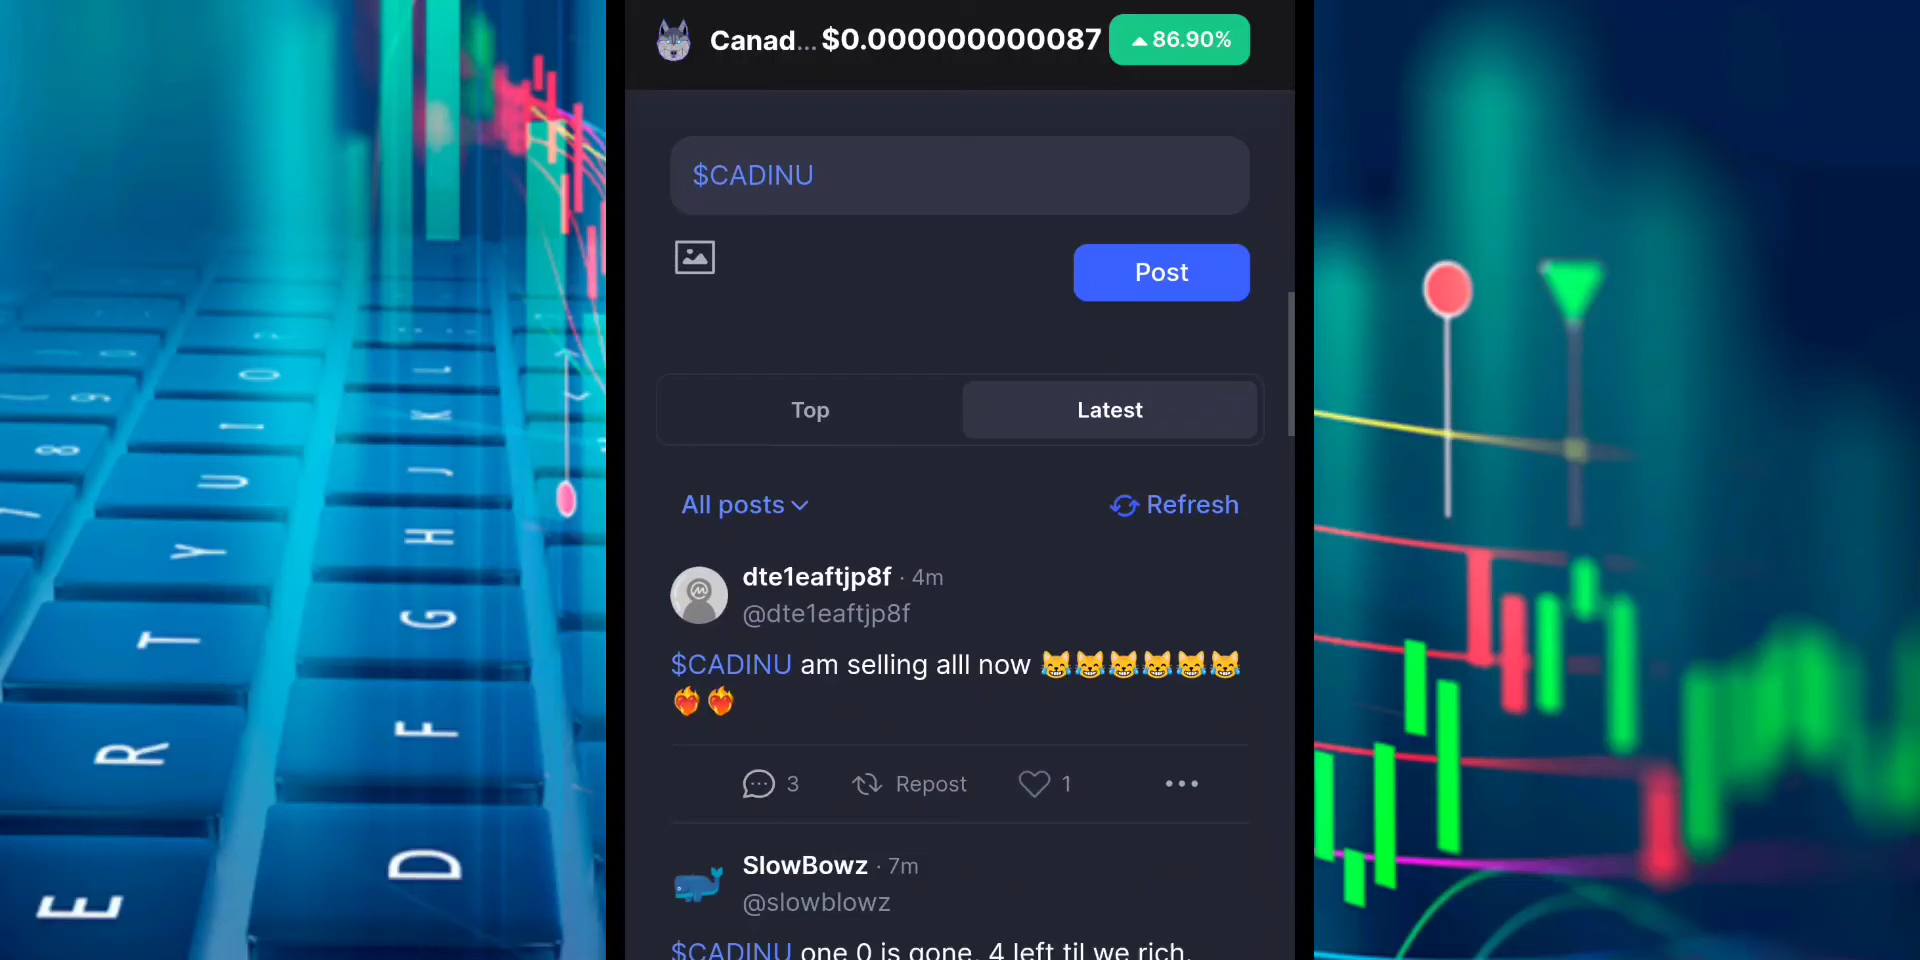 Canad... $0.000000000087 86.90%
$CADINU
Post
Top Latest
All posts Refresh
dte1eaftjp8f · 4m
@dte1eaftjp8f
$CADINU am selling alll now 😹😹😹😹😹😹
❤️‍🔥❤️‍🔥
3 Repost 1
SlowBowz · 7m
@slowblowz
$CADINU one 0 is gone. 4 left til we rich.
8 U I O
J K L
T Y
G H
E R
D F